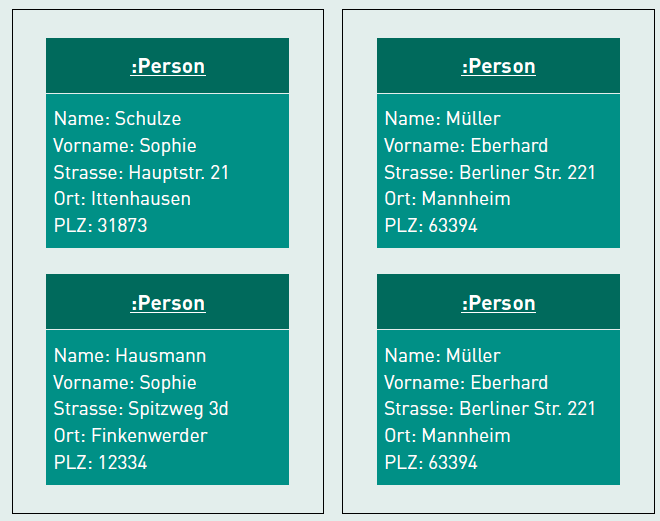 :Person
Name: Schulze
Vorname: Sophie
Strasse: Hauptstr. 21
Ort: Ittenhausen
PLZ: 31873
:Person
Name: Hausmann
Vorname: Sophie
Strasse: Spitzweg 3d
Ort: Finkenwerder
PLZ: 12334
:Person
Name: Müller
Vorname: Eberhard
Strasse: Berliner Str. 221
Ort: Mannheim
PLZ: 63394
:Person
Name: Müller
Vorname: Eberhard
Strasse: Berliner Str. 221
Ort: Mannheim
PLZ: 63394